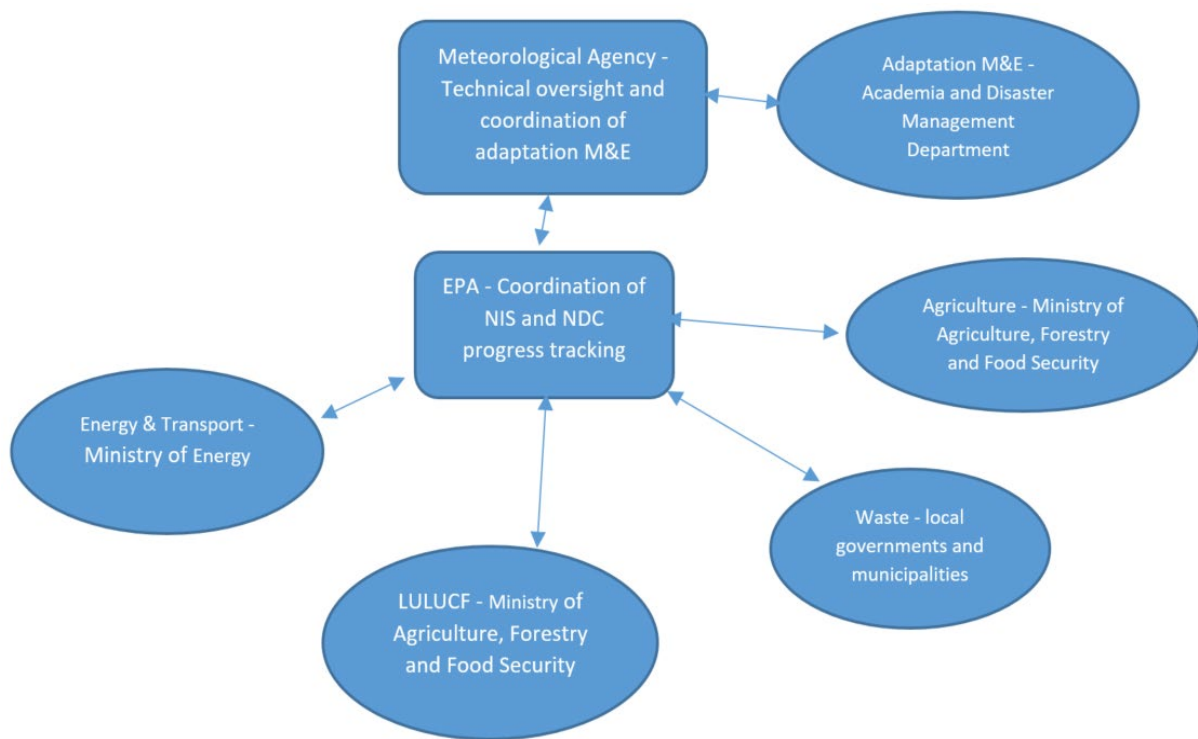 Meteorological Agency -
Technical oversight and
coordination of
adaptation M&E
Adaptation M&E -
Academia and Disaster
Management
Department
EPA - Coordination of
NIS and NDC
progress tracking
Agriculture - Ministry of
Agriculture, Forestry
and Food Security
Energy & Transport -
Ministry of Energy
Waste - local
governments and
municipalities
LULUCF - Ministry of
Agriculture, Forestry
and Food Security